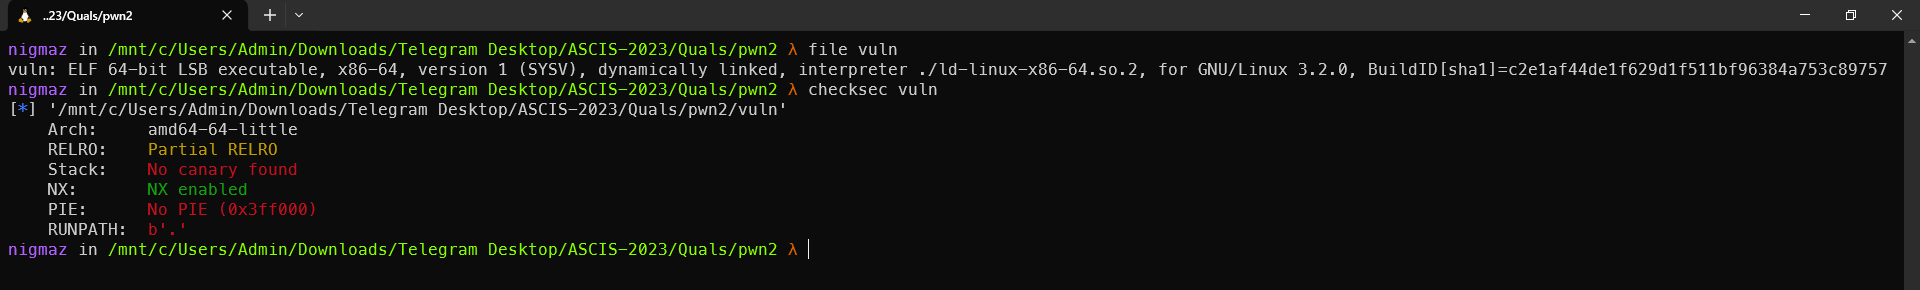 ..23/Quals/pwn2
nigmaz in /mnt/c/Users/Admin/Downloads/Telegram Desktop/ASCIS-2023/Quals/pwn2 λ file vuln
vuln: ELF 64-bit LSB executable, x86-64, version 1 (SYSV), dynamically linked, interpreter ./ld-linux-x86-64.so.2, for GNU/Linux 3.2.0, BuildID[sha1]=c2e1af44de1f629d1f511bf96384a753c89757
nigmaz in /mnt/c/Users/Admin/Downloads/Telegram Desktop/ASCIS-2023/Quals/pwn2 λ checksec vuln
[*] '/mnt/c/Users/Admin/Downloads/Telegram Desktop/ASCIS-2023/Quals/pwn2/vuln'
Arch: amd64-64-little
RELRO: Partial RELRO
Stack: No canary found
NX: NX enabled
PIE: No PIE (0x3ff000)
RUNPATH: b'.'
nigmaz in /mnt/c/Users/Admin/Downloads/Telegram Desktop/ASCIS-2023/Quals/pwn2 λ